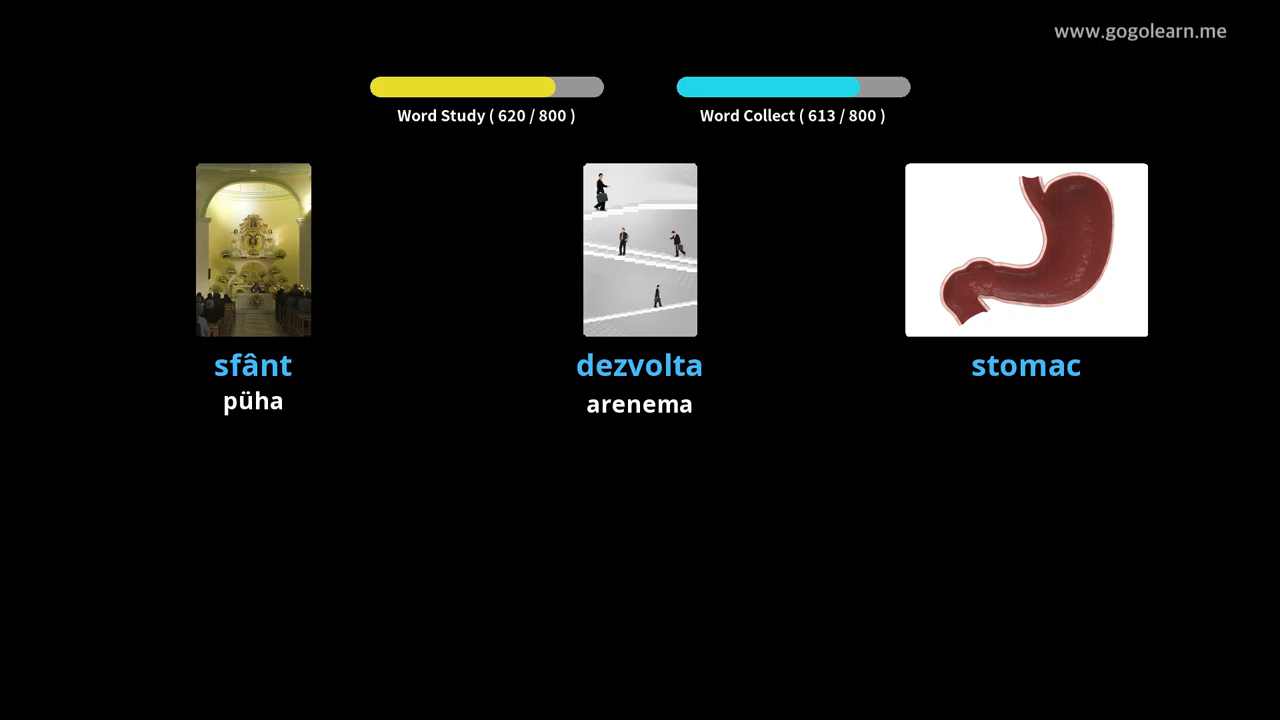 www.gogolearn.me
Word Study ( 620 / 800 )
Word Collect ( 613 / 800 )
sfânt
püha
dezvolta
arenema
stomac